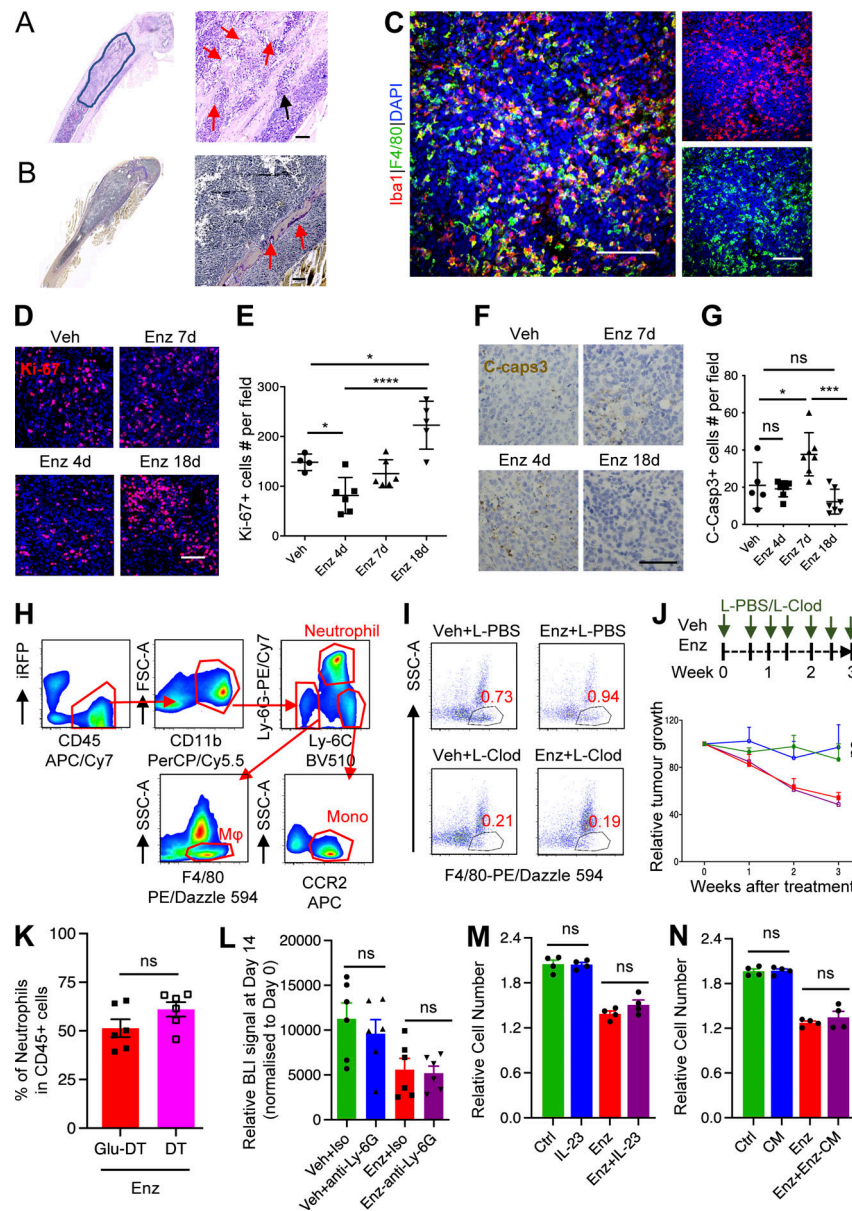 A
B
C
Iba1|F4/80|DAPI
D
Veh
Enz 7d
Ki-67
Enz 4d
Enz 18d
E
Ki-67+ cells # per field
300
200
100
0
*
****
*
Veh
Enz 4d
Enz 7d
Enz 18d
F
Veh
Enz 7d
C-caps3
Enz 4d
Enz 18d
G
C-Casp3+ cells # per field
80
60
40
20
0
ns
*
***
ns
Veh
Enz 4d
Enz 7d
Enz 18d
H
iRFP
CD45
APC/Cy7
FSC-A
CD11b
PerCP/Cy5.5
Neutrophil
Ly-6G-PE/Cy7
Ly-6C
BV510
SSC-A
Mφ
F4/80
PE/Dazzle 594
SSC-A
Mono
CCR2
APC
I
Veh+L-PBS
Enz+L-PBS
SSC-A
0.73
0.94
Veh+L-Clod
Enz+L-Clod
0.21
0.19
F4/80-PE/Dazzle 594
J
L-PBS/L-Clod
Veh
Enz
Week
0
1
2
3
Relative tumour growth
120
80
40
0
0
1
2
3
Weeks after treatment
K
% of Neutrophils
in CD45+ cells
100
75
50
25
0
ns
Glu-DT
DT
Enz
L
Relative BLI signal at Day 14
(normalised to Day 0)
20000
15000
10000
5000
0
ns
ns
Veh+Iso
Veh+anti-Ly-6G
Enz+Iso
Enz-anti-Ly-6G
M
Relative Cell Number
2.4
1.8
1.2
0.6
0.0
ns
ns
Ctrl
IL-23
Enz
Enz+IL-23
N
Relative Cell Number
2.4
1.8
1.2
0.6
0.0
ns
ns
Ctrl
CM
Enz
Enz+Enz-CM